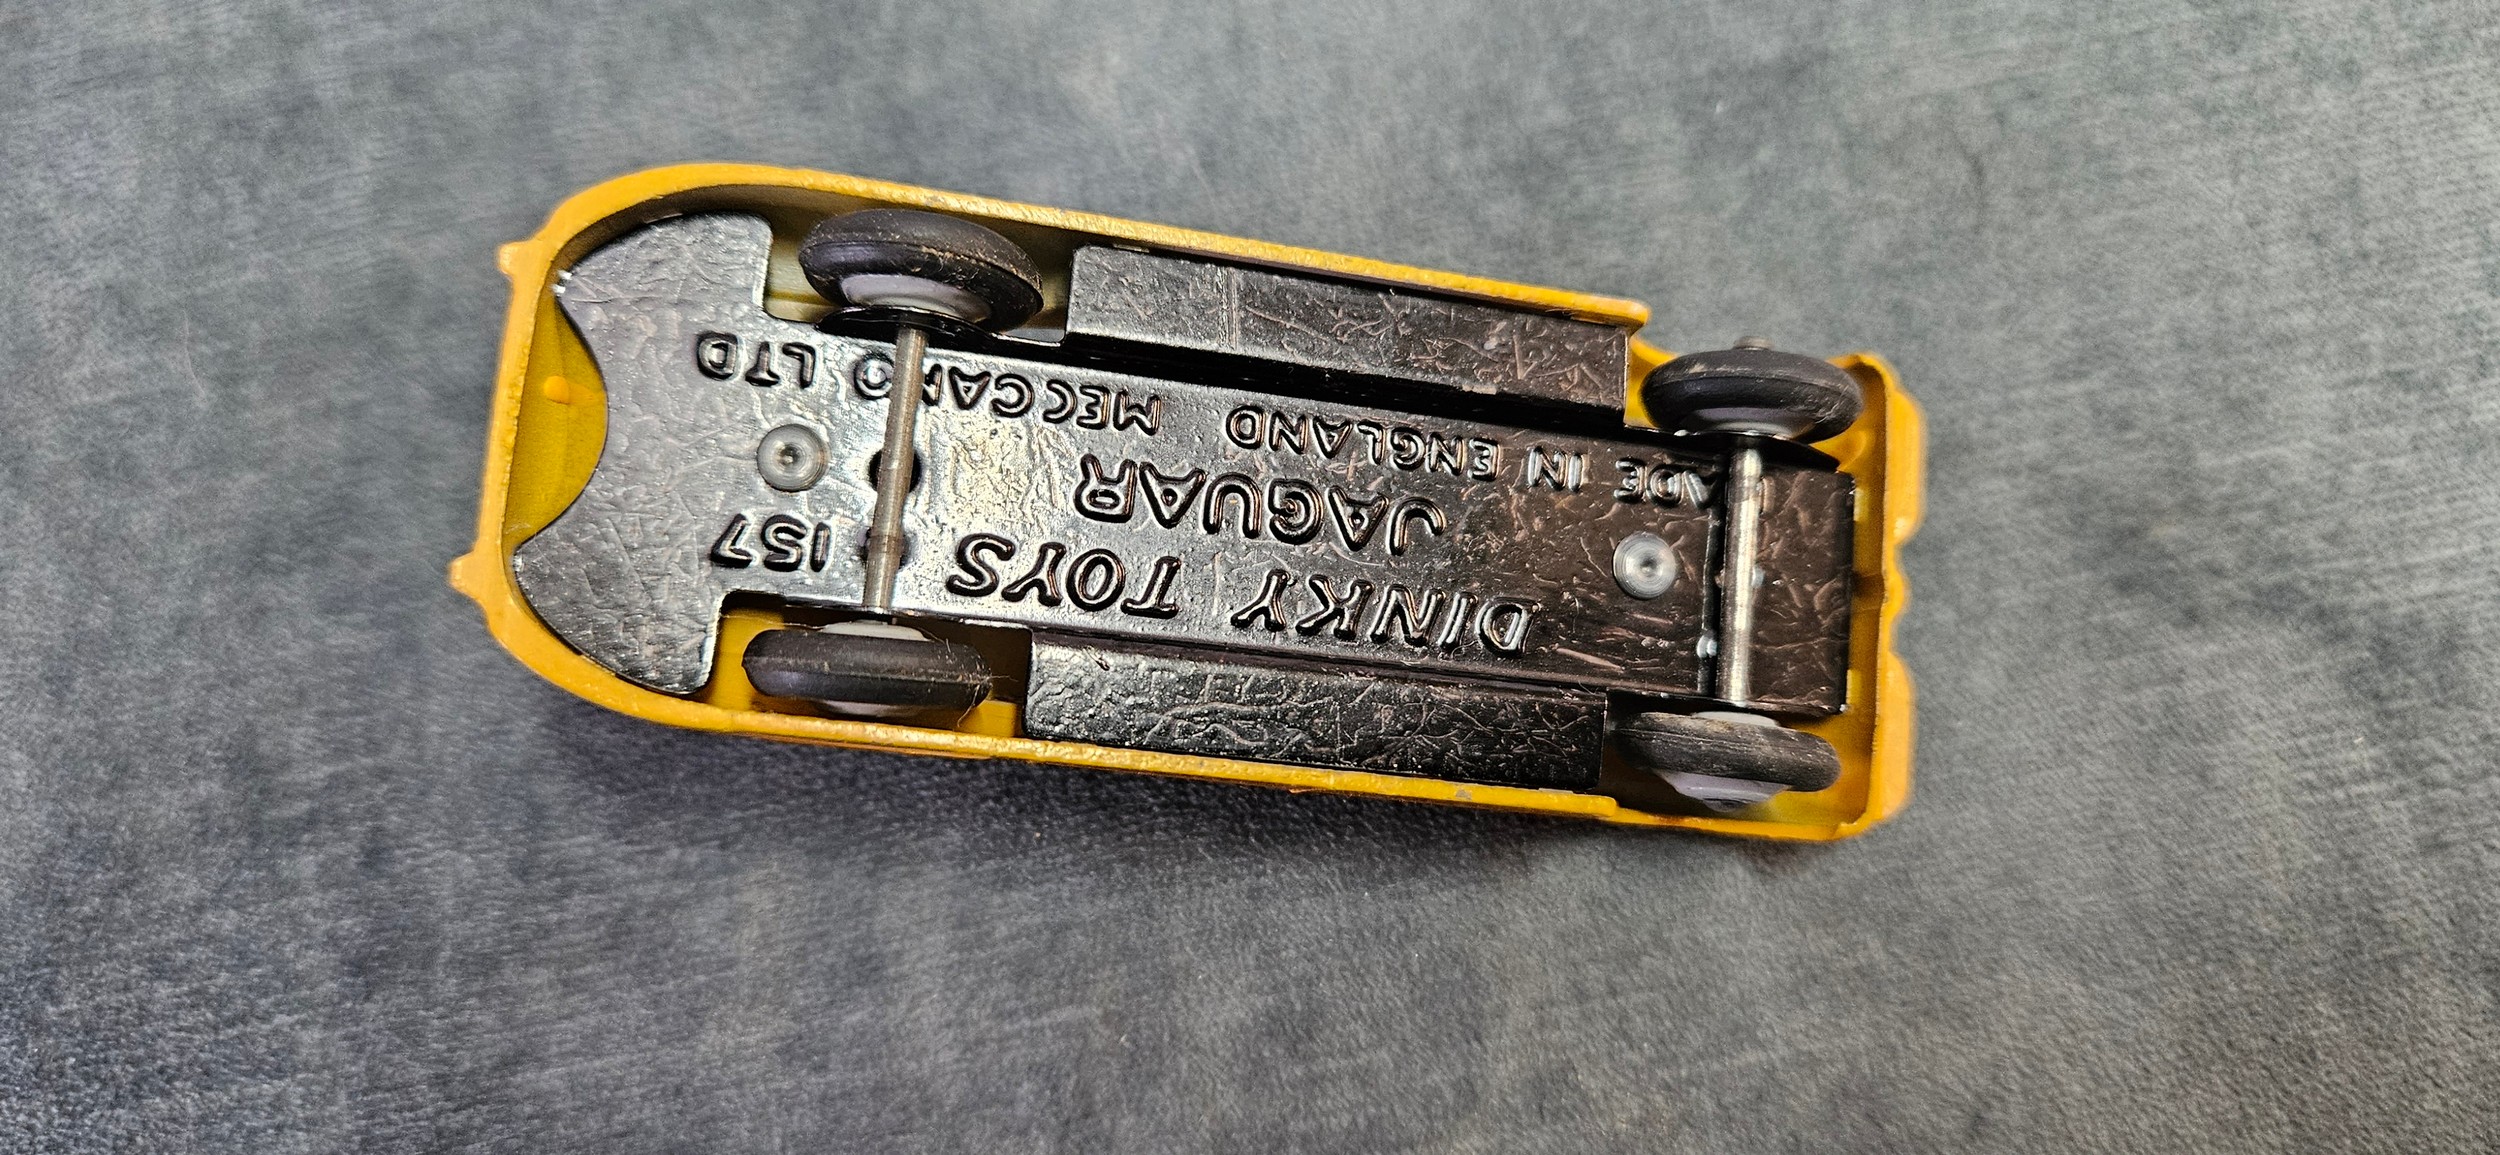 DINKY TOYS 157
JAGUAR
MADE IN ENGLAND MECCANO LTD